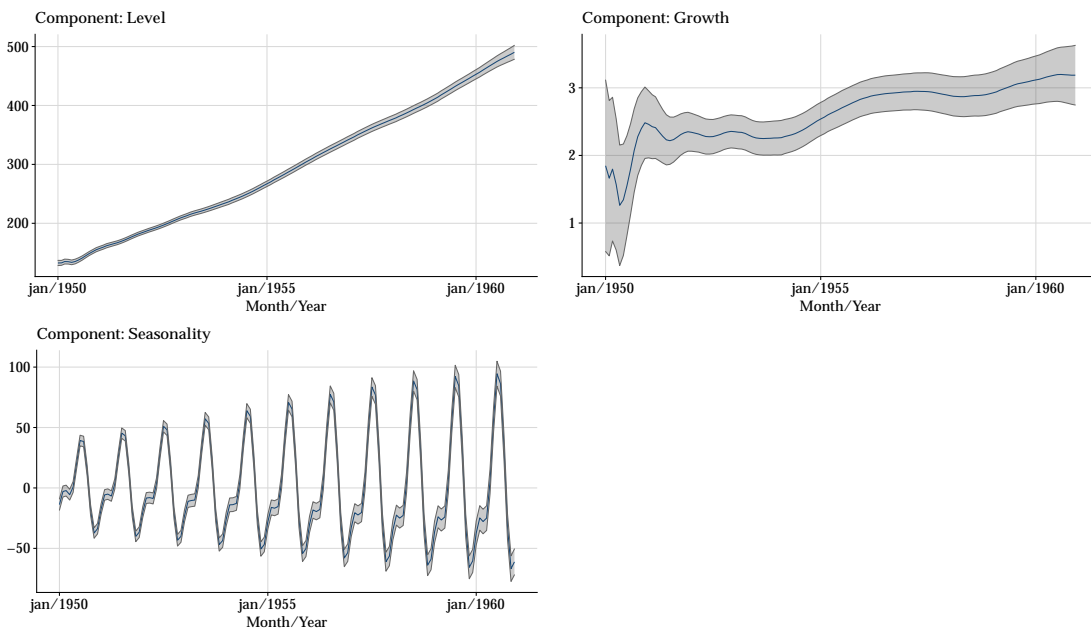 Component: Level
500
400
300
200
jan/1950 jan/1955 jan/1960
Month/Year
Component: Growth
3
2
1
jan/1950 jan/1955 jan/1960
Month/Year
Component: Seasonality
100
50
0
−50
jan/1950 jan/1955 jan/1960
Month/Year